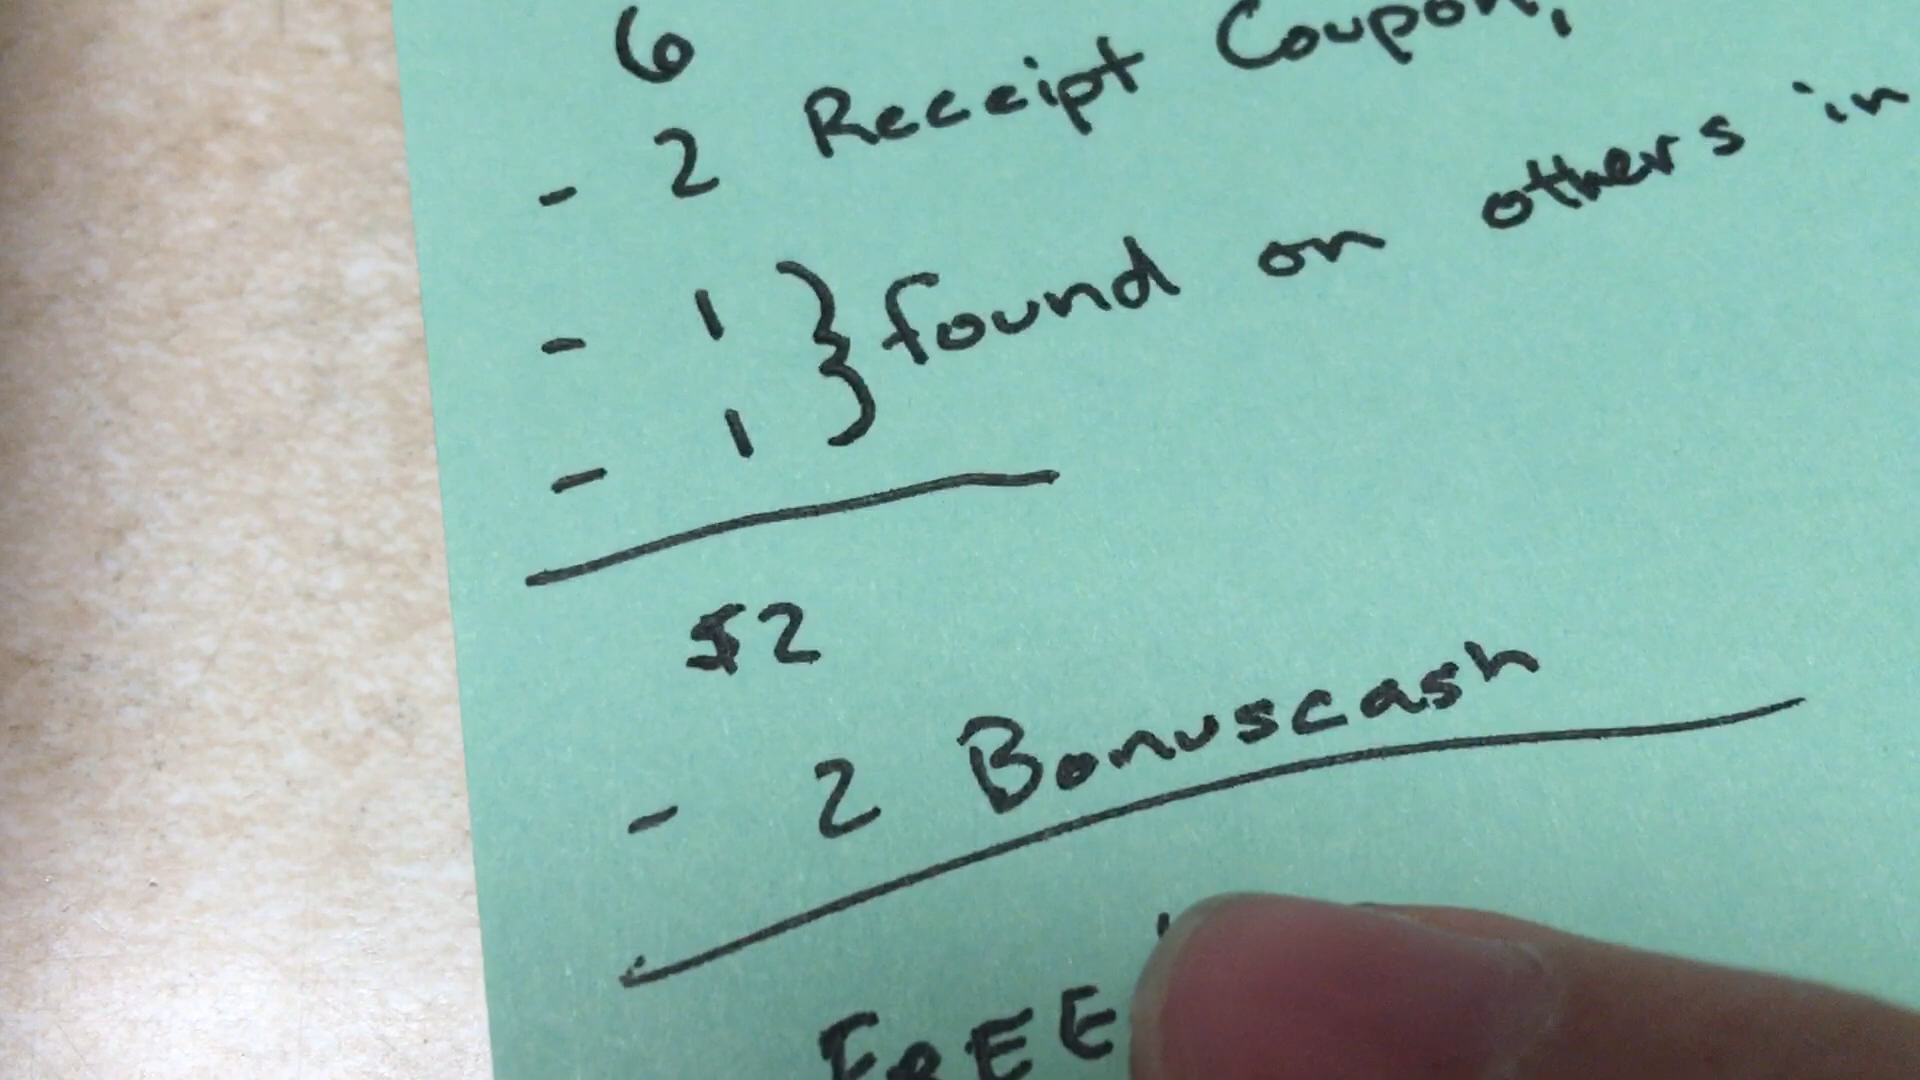 6
- 2 Receipt Coupon,
- 1 } found on others in
- 1
$2
- 2 Bonuscash
FREE